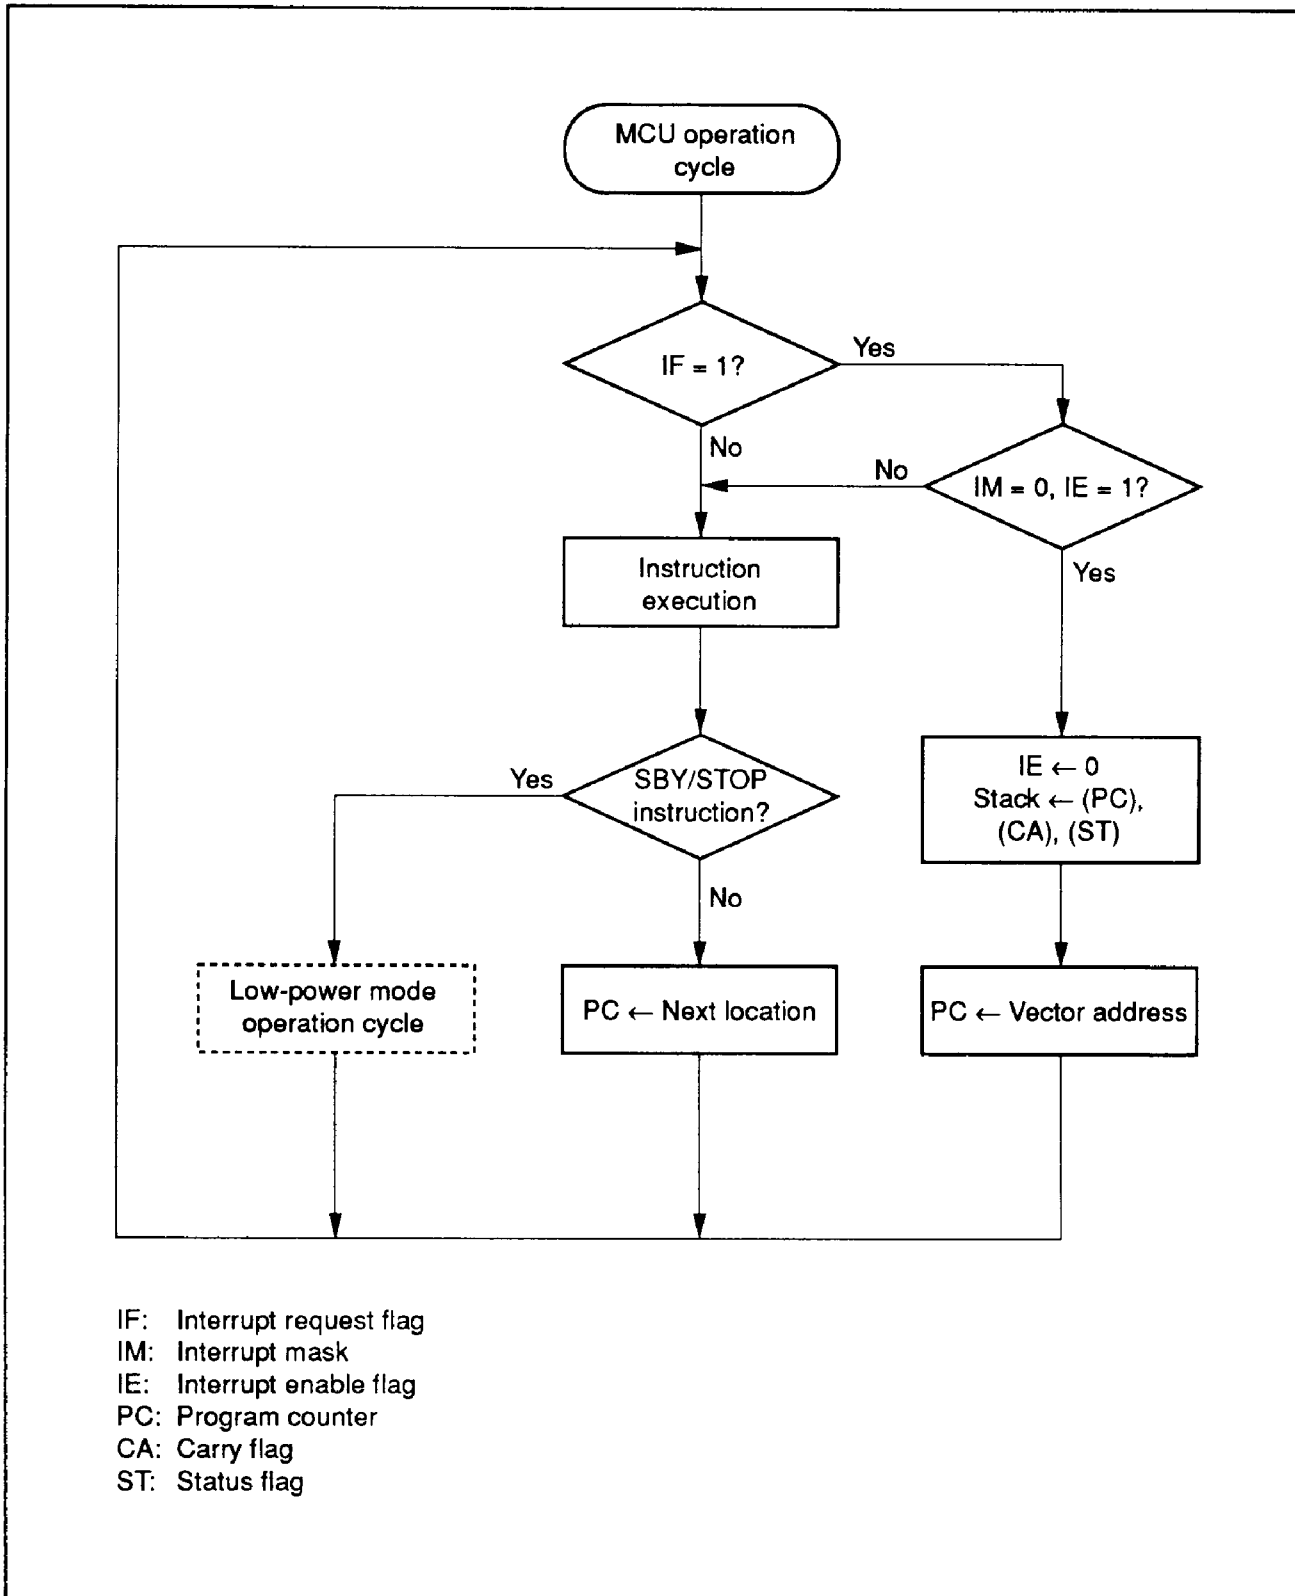 MCU operation
cycle
IF = 1?
Yes
No
No
IM = 0, IE = 1?
Yes
Instruction
execution
Yes
SBY/STOP
instruction?
No
IE ← 0
Stack ← (PC),
(CA), (ST)
Low-power mode
operation cycle
PC ← Next location
PC ← Vector address
IF: Interrupt request flag
IM: Interrupt mask
IE: Interrupt enable flag
PC: Program counter
CA: Carry flag
ST: Status flag